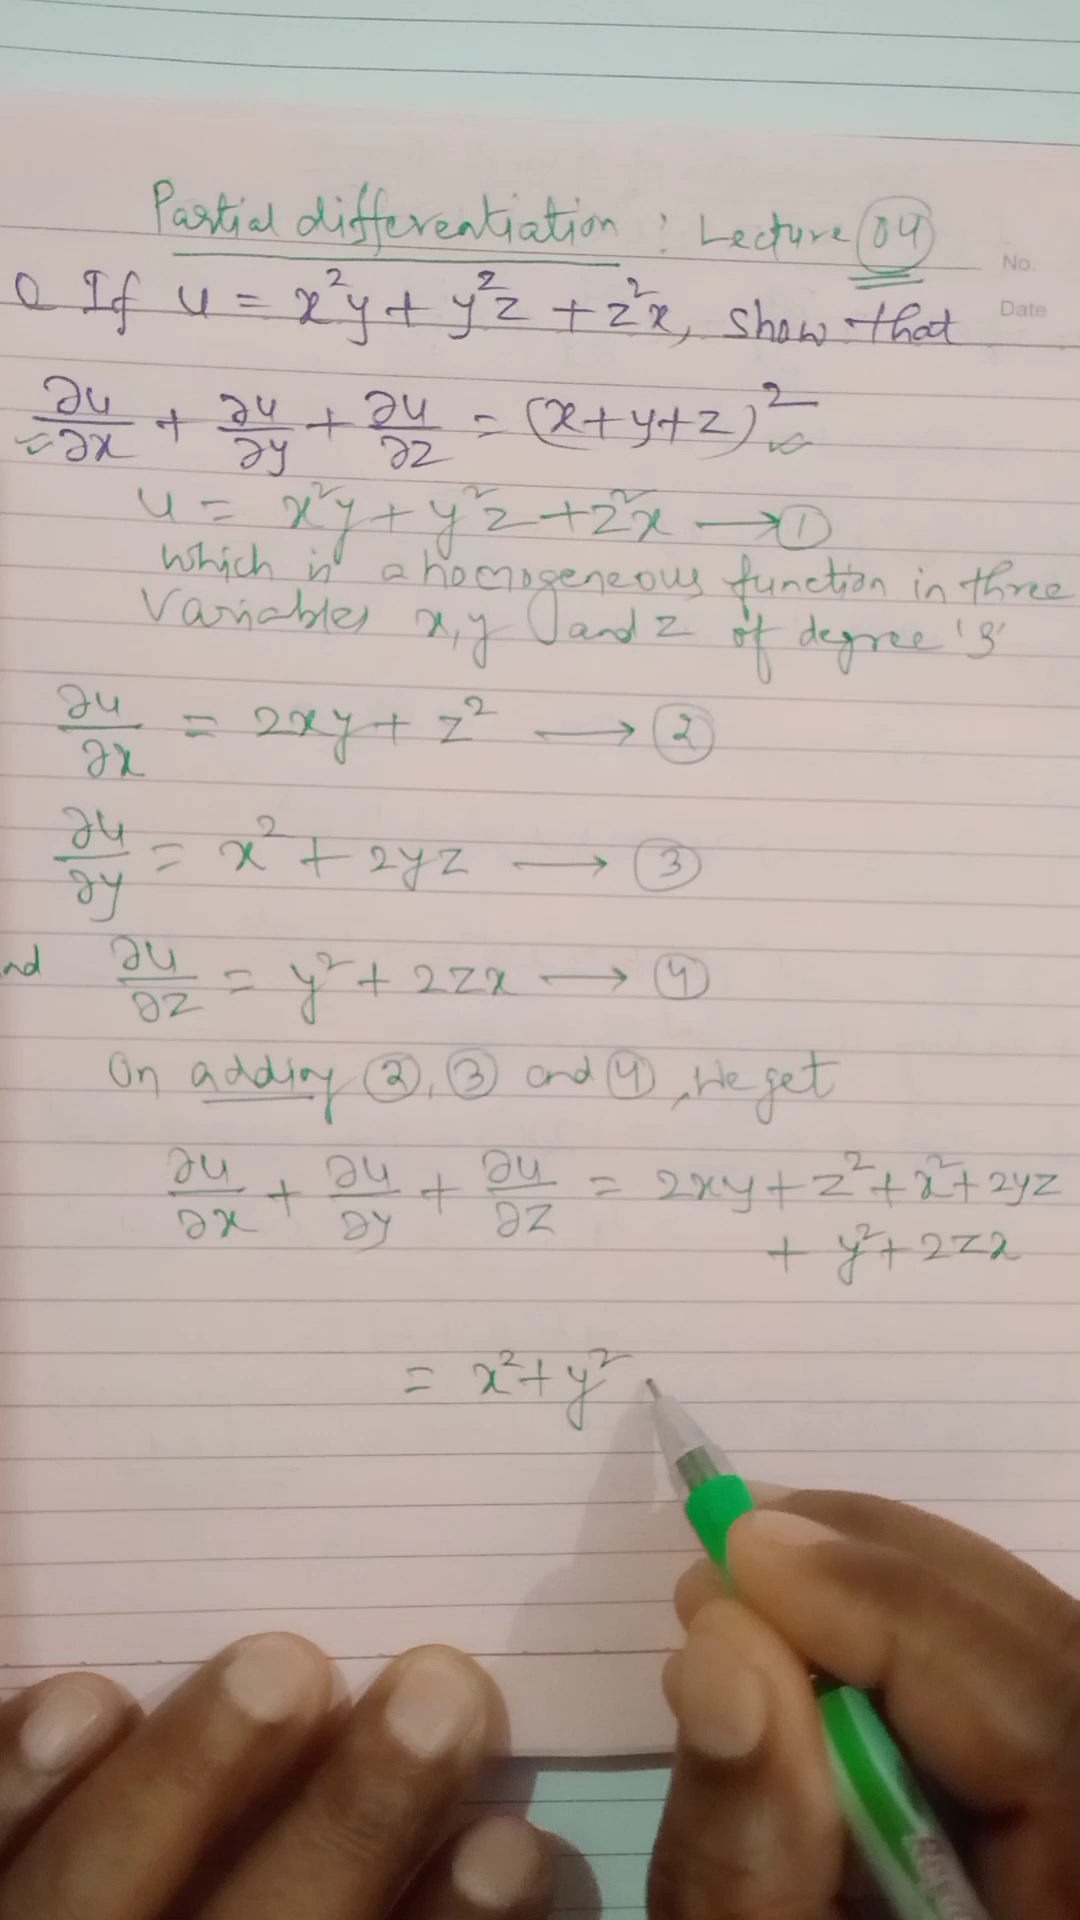 Partial differentiation : Lecture 04
No.
Q If u = x²y + y²z + z²x, show that
Date
∂u/∂x + ∂u/∂y + ∂u/∂z = (x+y+z)²
u = x²y + y²z + z²x → ①
which is a homogeneous function in three
Variables x, y and z of degree '3'
∂u/∂x = 2xy + z² → ②
∂u/∂y = x² + 2yz → ③
nd ∂u/∂z = y² + 2zx → ④
On adding ②, ③ and ④, We get
∂u/∂x + ∂u/∂y + ∂u/∂z = 2xy + z² + x² + 2yz
+ y² + 2zx
= x² + y²